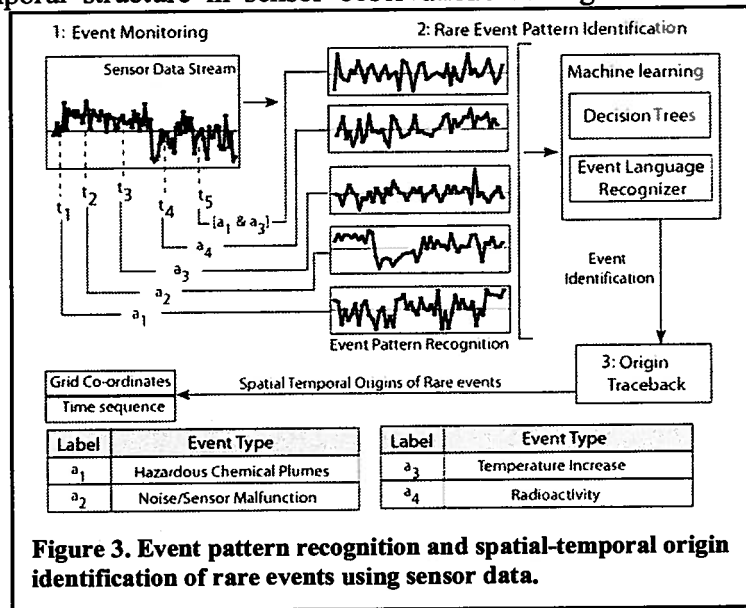 poral structure in sensor
1: Event Monitoring
2: Rare Event Pattern Identification
Sensor Data Stream
t1
t2
t3
t4
t5
[a1 & a3]
a4
a3
a2
a1
Event Pattern Recognition
Machine learning
Decision Trees
Event Language
Recognizer
Event
Identification
3: Origin
Traceback
Spatial Temporal Origins of Rare events
Grid Co-ordinates
Time sequence
Label Event Type
a1 Hazardous Chemical Plumes
a2 Noise/Sensor Malfunction
Label Event Type
a3 Temperature Increase
a4 Radioactivity
Figure 3. Event pattern recognition and spatial-temporal origin
identification of rare events using sensor data.